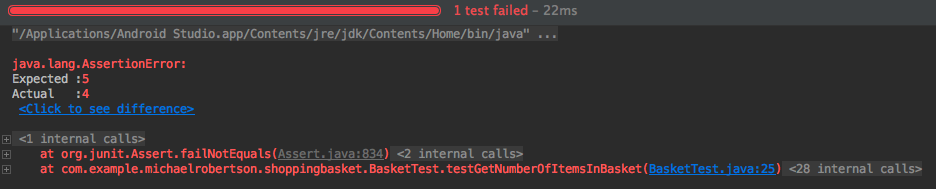 1 test failed – 22ms
"/Applications/Android Studio.app/Contents/jre/jdk/Contents/Home/bin/java" ...
java.lang.AssertionError:
Expected :5
Actual   :4
<Click to see difference>
<1 internal calls>
at org.junit.Assert.failNotEquals(Assert.java:834) <2 internal calls>
at com.example.michaelrobertson.shoppingbasket.BasketTest.testGetNumberOfItemsInBasket(BasketTest.java:25) <28 internal calls>